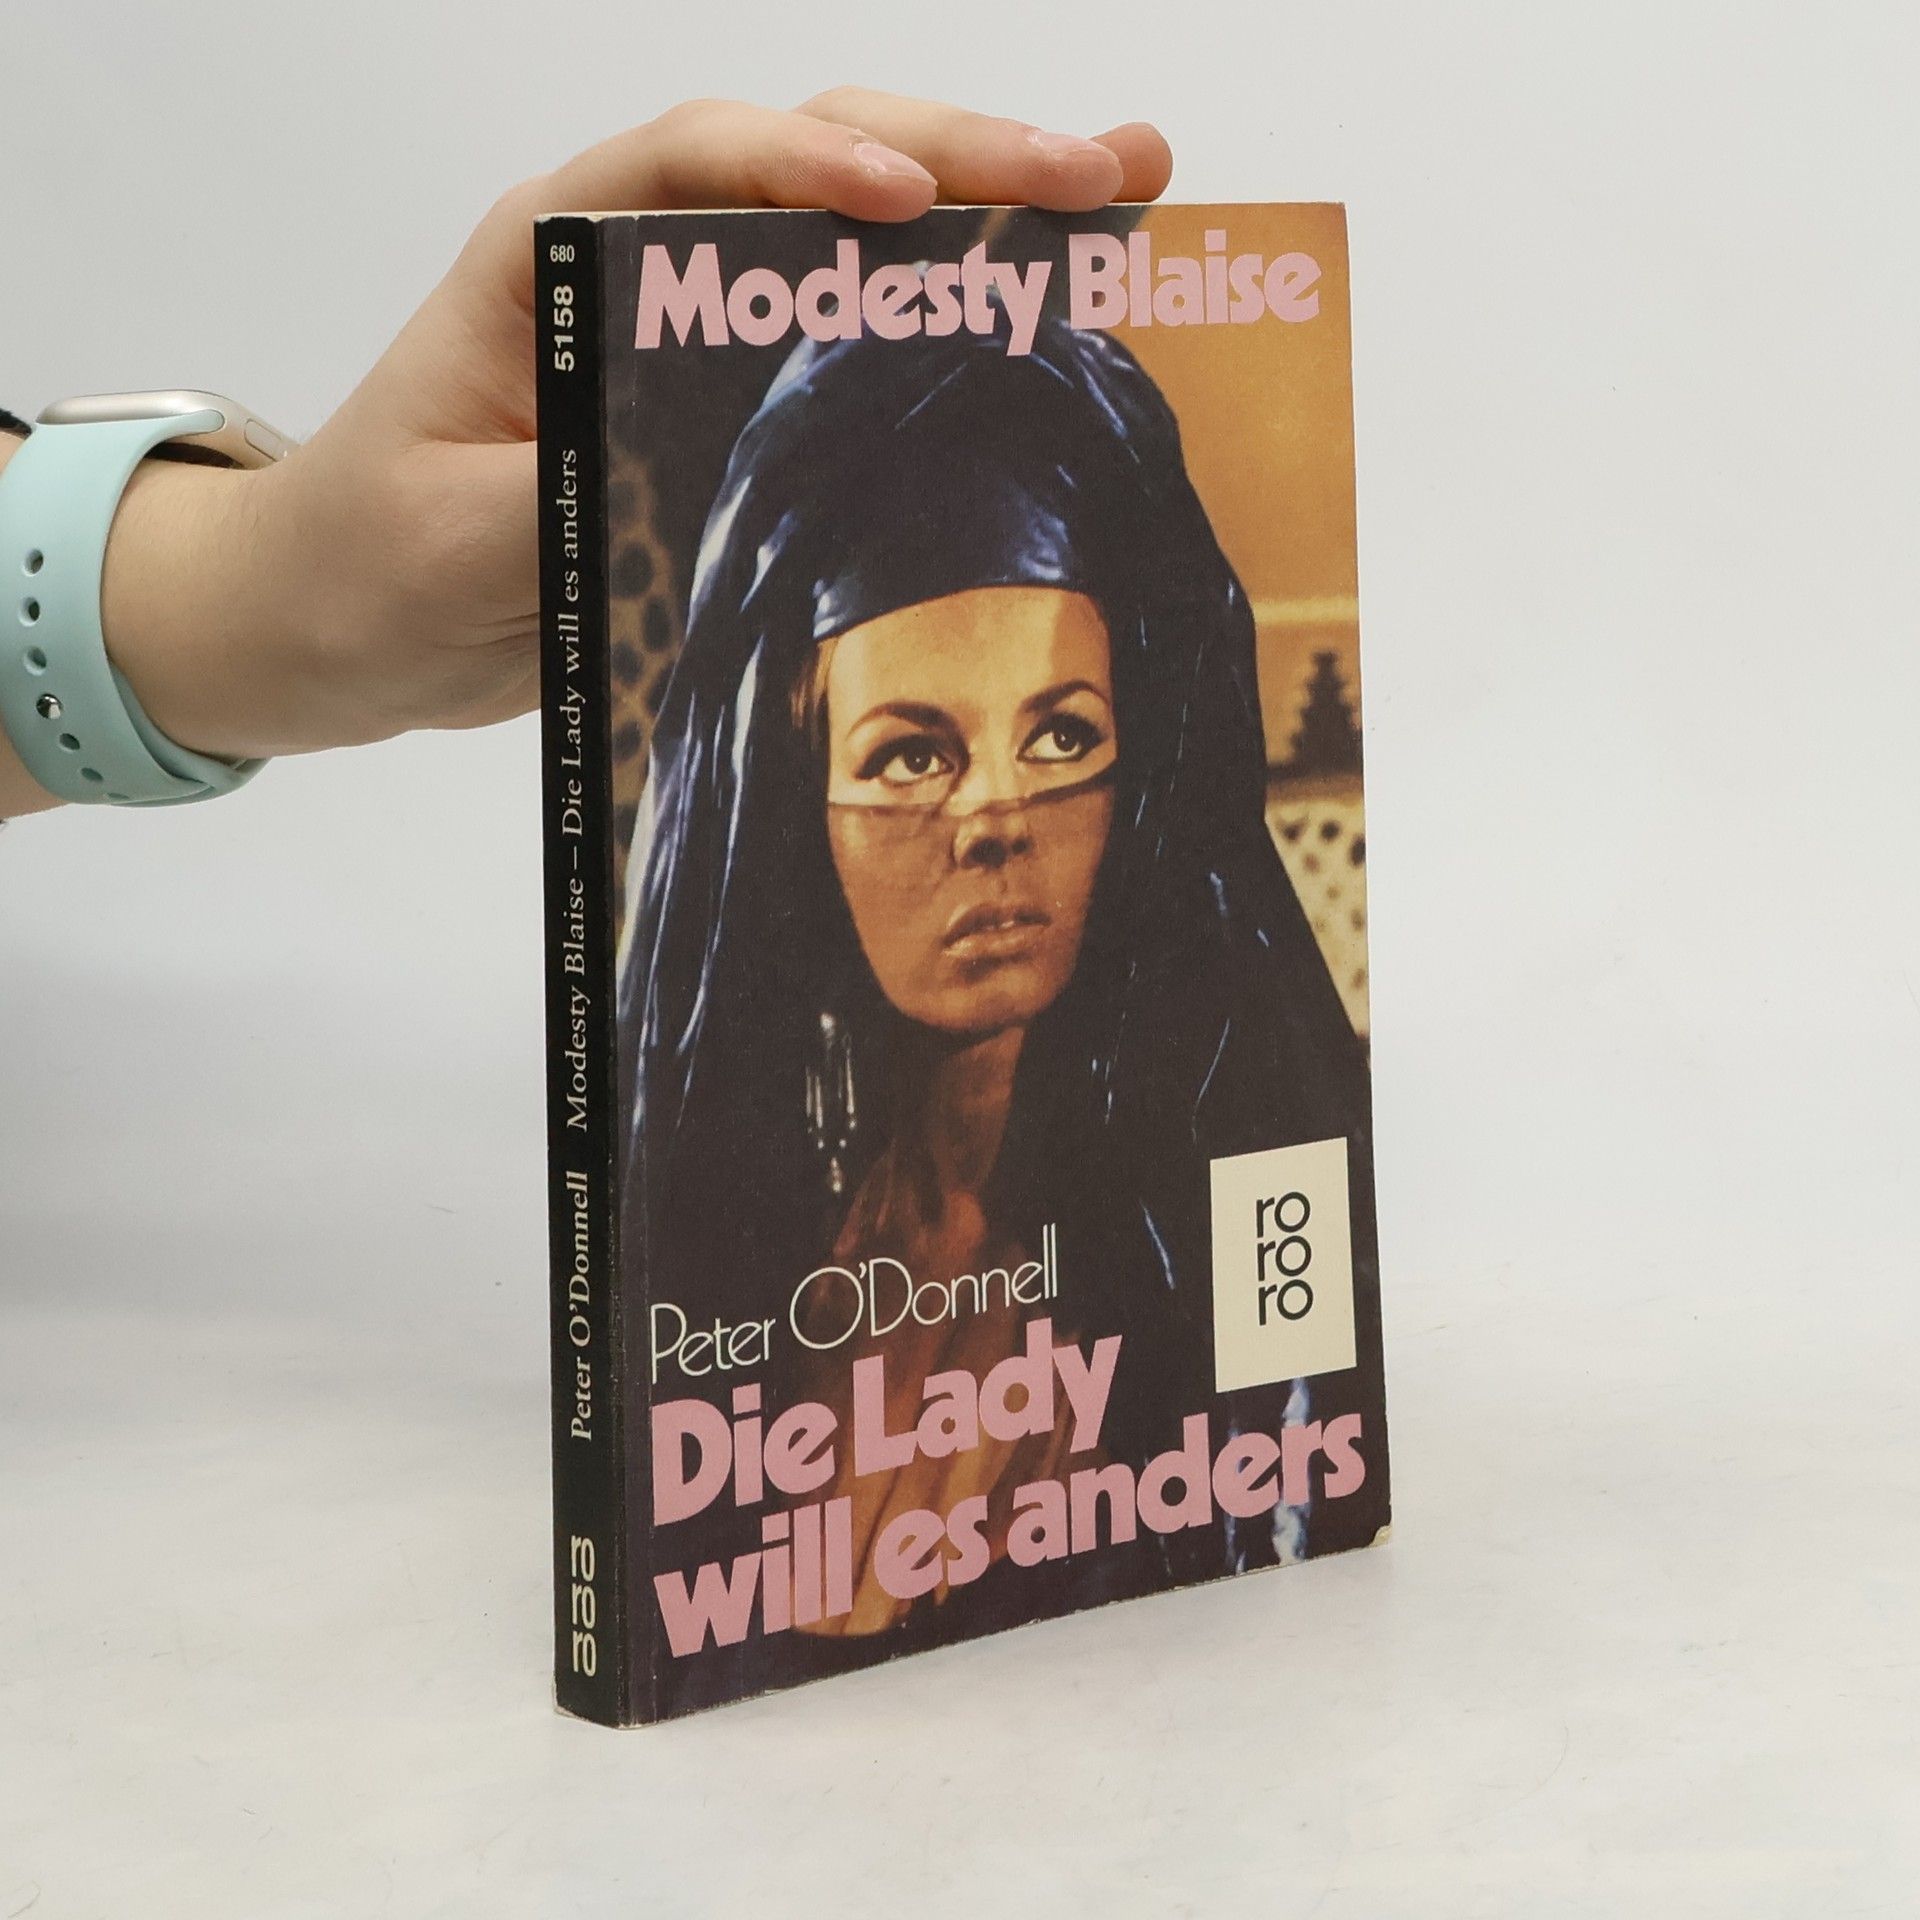 680
5158
Peter O'Donnell Modesty Blaise – Die Lady will es anders
ro
ro
ro
Modesty Blaise
ro
ro
ro
Peter O'Donnell
Die Lady
will es anders